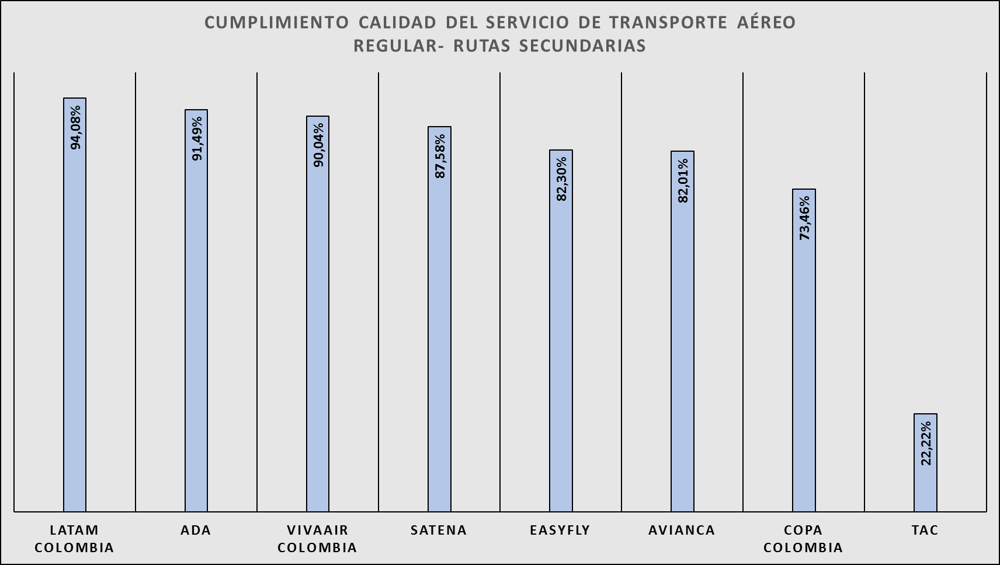 CUMPLIMIENTO CALIDAD DEL SERVICIO DE TRANSPORTE AÉREO
REGULAR- RUTAS SECUNDARIAS
94,08%
91,49%
90,04%
87,58%
82,30%
82,01%
73,46%
22,22%
LATAM COLOMBIA
ADA
VIVAAIR COLOMBIA
SATENA
EASYFLY
AVIANCA
COPA COLOMBIA
TAC